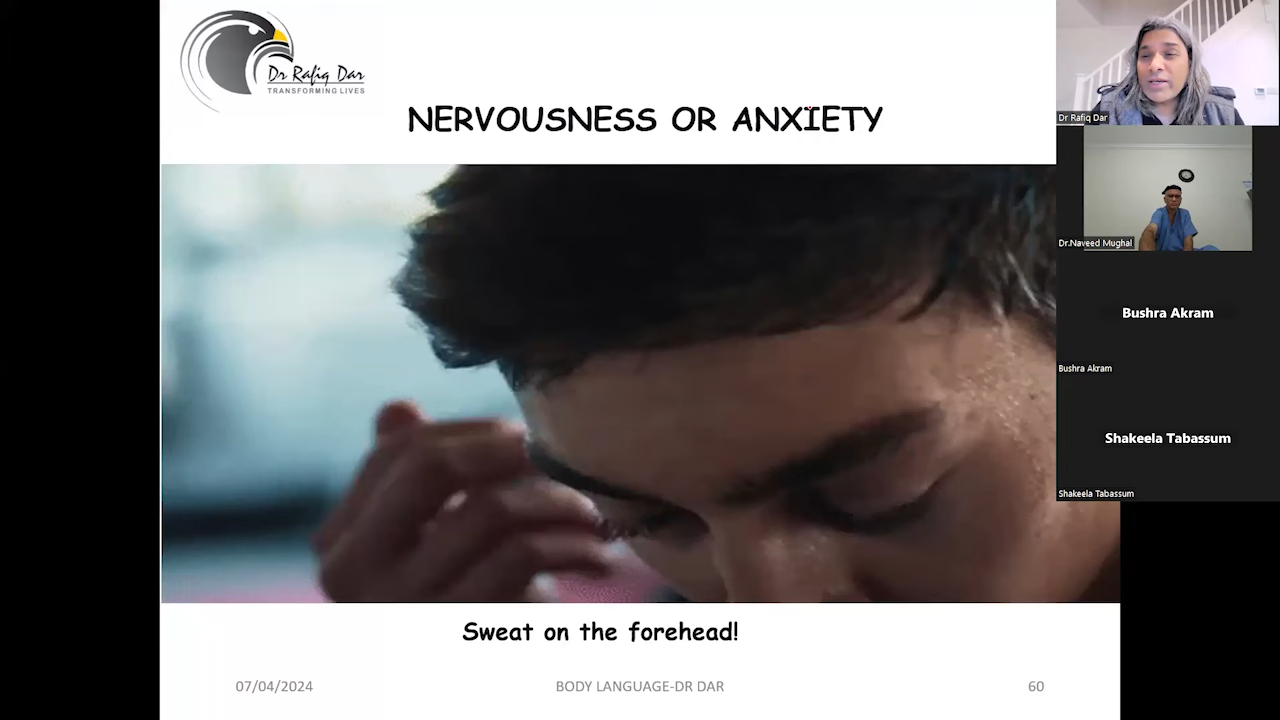 Dr Rafiq Dar
TRANSFORMING LIVES
NERVOUSNESS OR ANXIETY
Sweat on the forehead!
07/04/2024
BODY LANGUAGE-DR DAR
60
Dr Rafiq Dar
Dr.Naveed Mughal
Bushra Akram
Bushra Akram
Shakeela Tabassum
Shakeela Tabassum